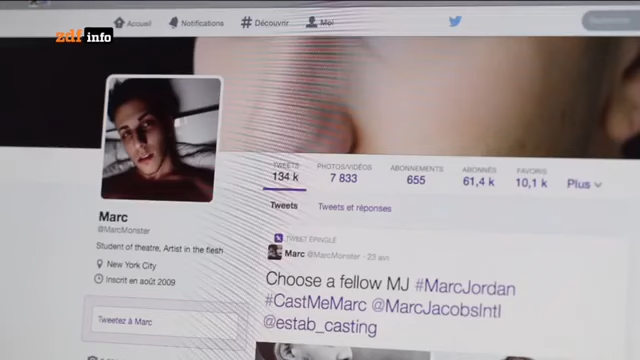 zdf info
Accueil
Notifications
Découvrir
Moi
TWEETS
134 k
PHOTOS/VIDÉOS
7 833
ABONNEMENTS
655
ABONNÉS
61,4 k
FAVORIS
10,1 k
Plus
Tweets
Tweets et réponses
Marc
@MarcMonster
Student of theatre, Artist in the flesh
New York City
Inscrit en août 2009
Tweetez à Marc
TWEET ÉPINGLÉ
Marc @MarcMonster · 23 avr.
Choose a fellow MJ #MarcJordan
#CastMeMarc @MarcJacobsIntl
@estab_casting